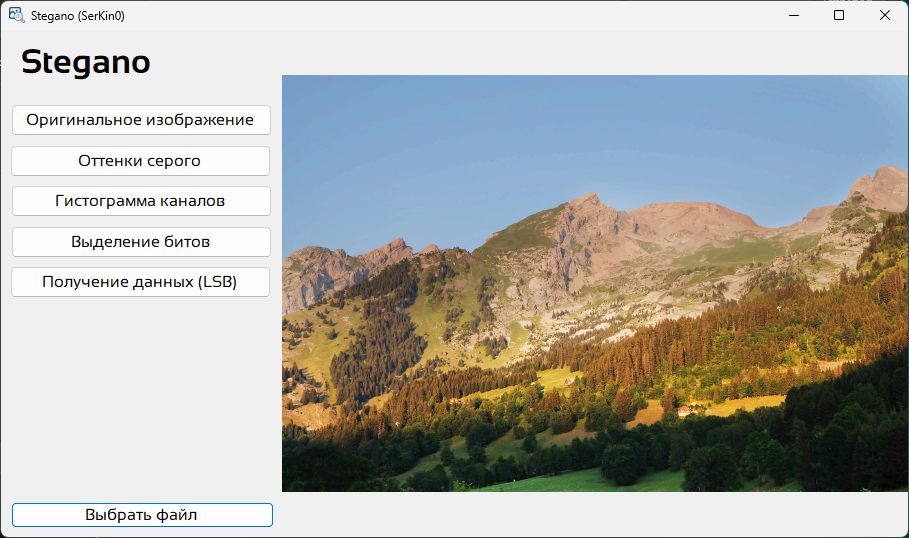 Stegano (SerKin0)
Stegano
Оригинальное изображение
Оттенки серого
Гистограмма каналов
Выделение битов
Получение данных (LSB)
Выбрать файл